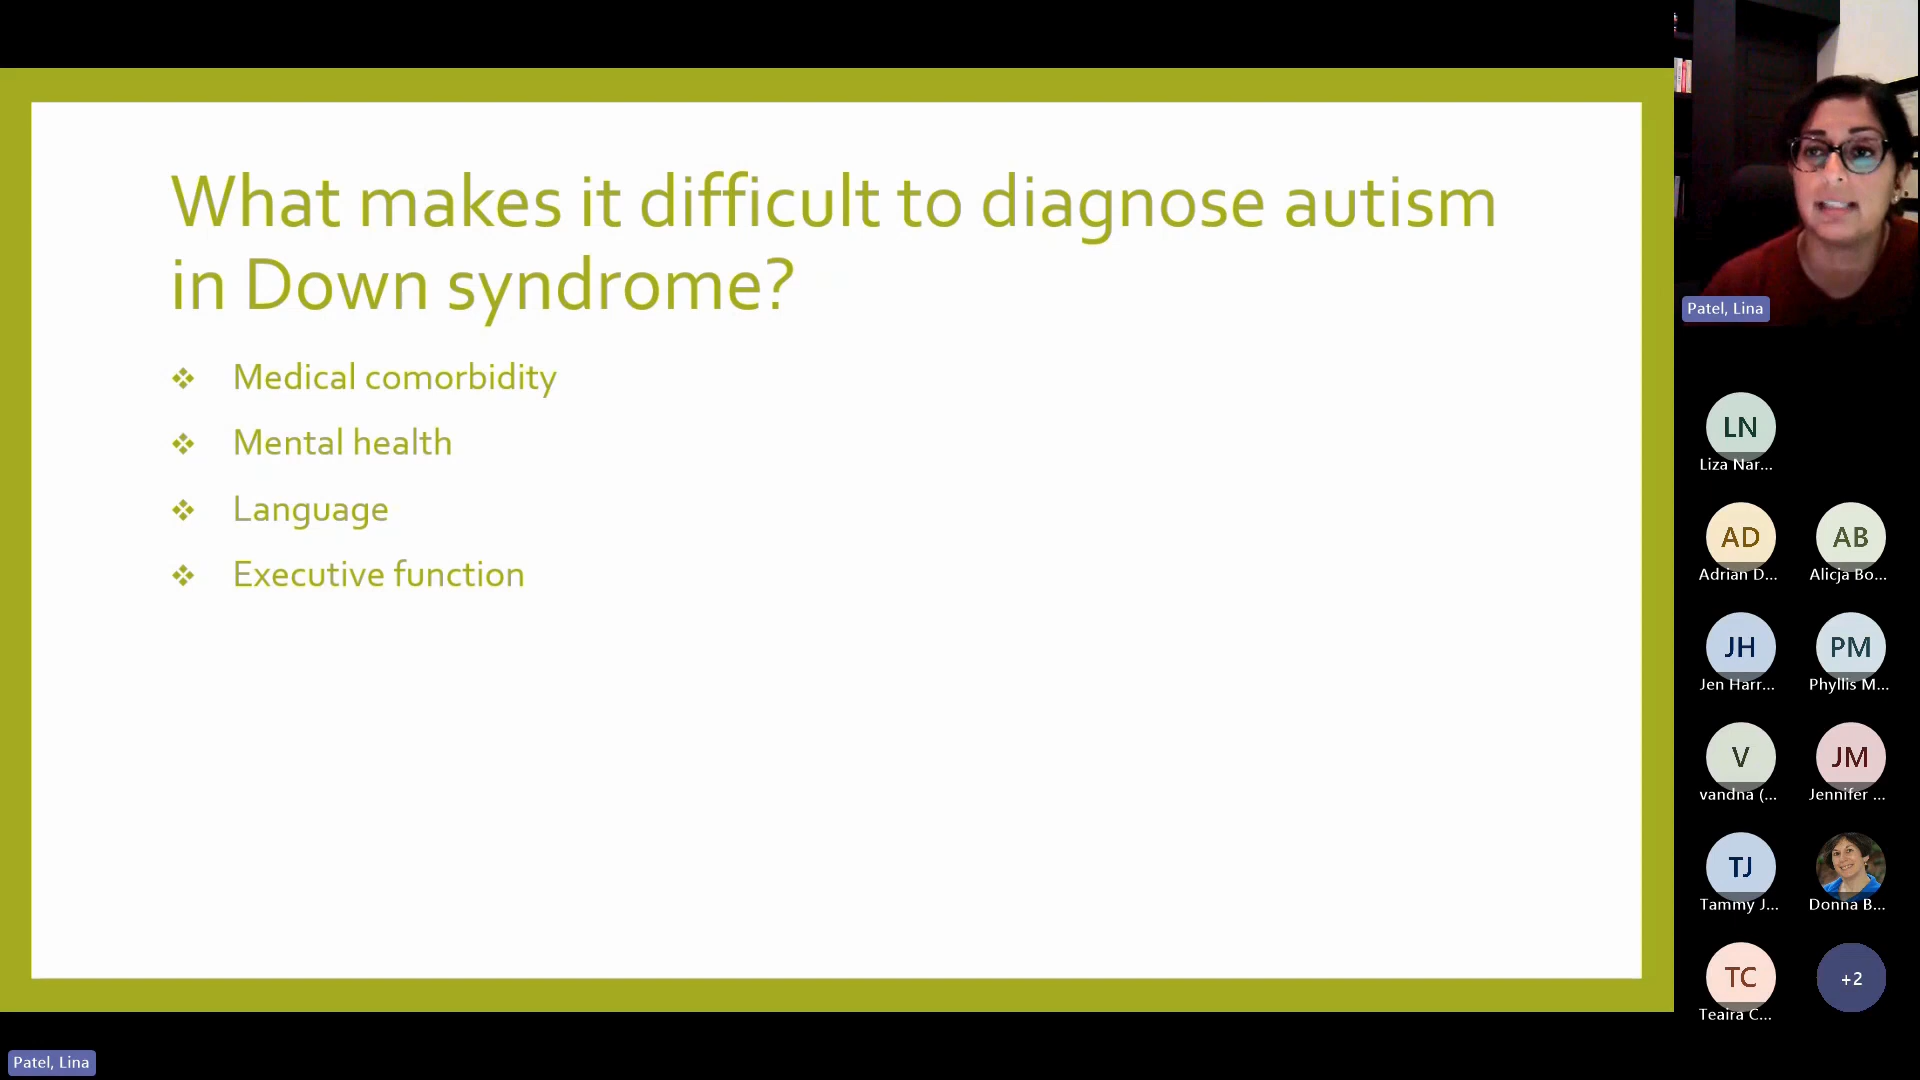 What makes it difficult to diagnose autism
in Down syndrome?
❖ Medical comorbidity
❖ Mental health
❖ Language
❖ Executive function
Patel, Lina
LN
Liza Nar...
AD
Adrian D...
AB
Alicja Bo...
JH
Jen Harr...
PM
Phyllis M...
V
vandna (...
JM
Jennifer ...
TJ
Tammy J...
Donna B...
TC
Teaira C...
+2
Patel, Lina